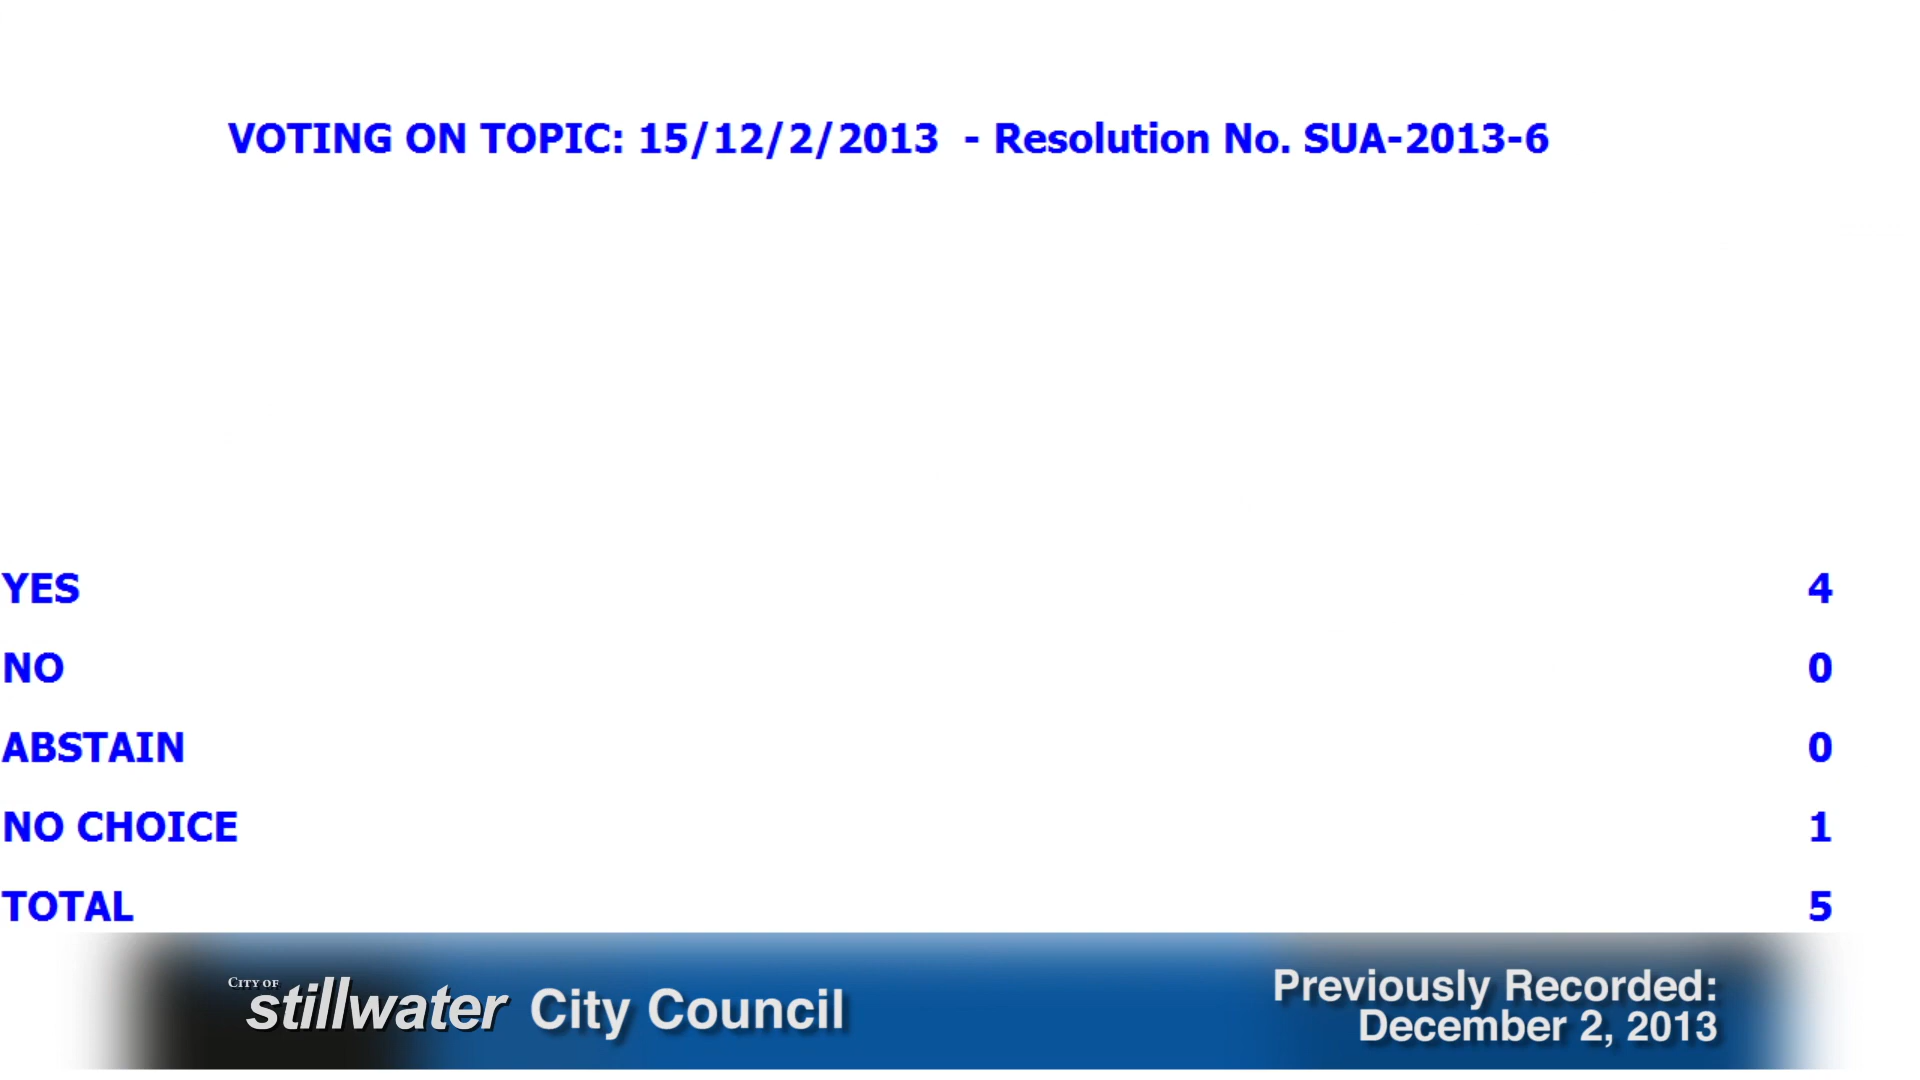 VOTING ON TOPIC: 15/12/2/2013 - Resolution No. SUA-2013-6
YES 4
NO 0
ABSTAIN 0
NO CHOICE 1
TOTAL 5
CITY OF
stillwater City Council
Previously Recorded:
December 2, 2013